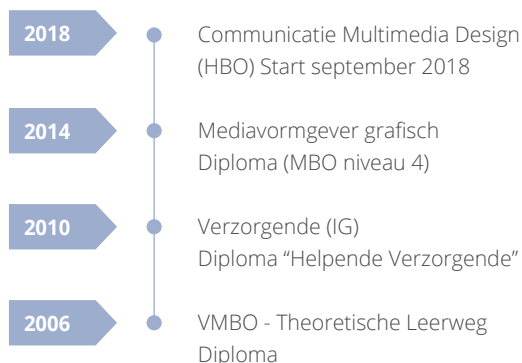 2018
Communicatie Multimedia Design
(HBO) Start september 2018
2014
Mediavormgever grafisch
Diploma (MBO niveau 4)
2010
Verzorgende (IG)
Diploma “Helpende Verzorgende”
2006
VMBO - Theoretische Leerweg
Diploma